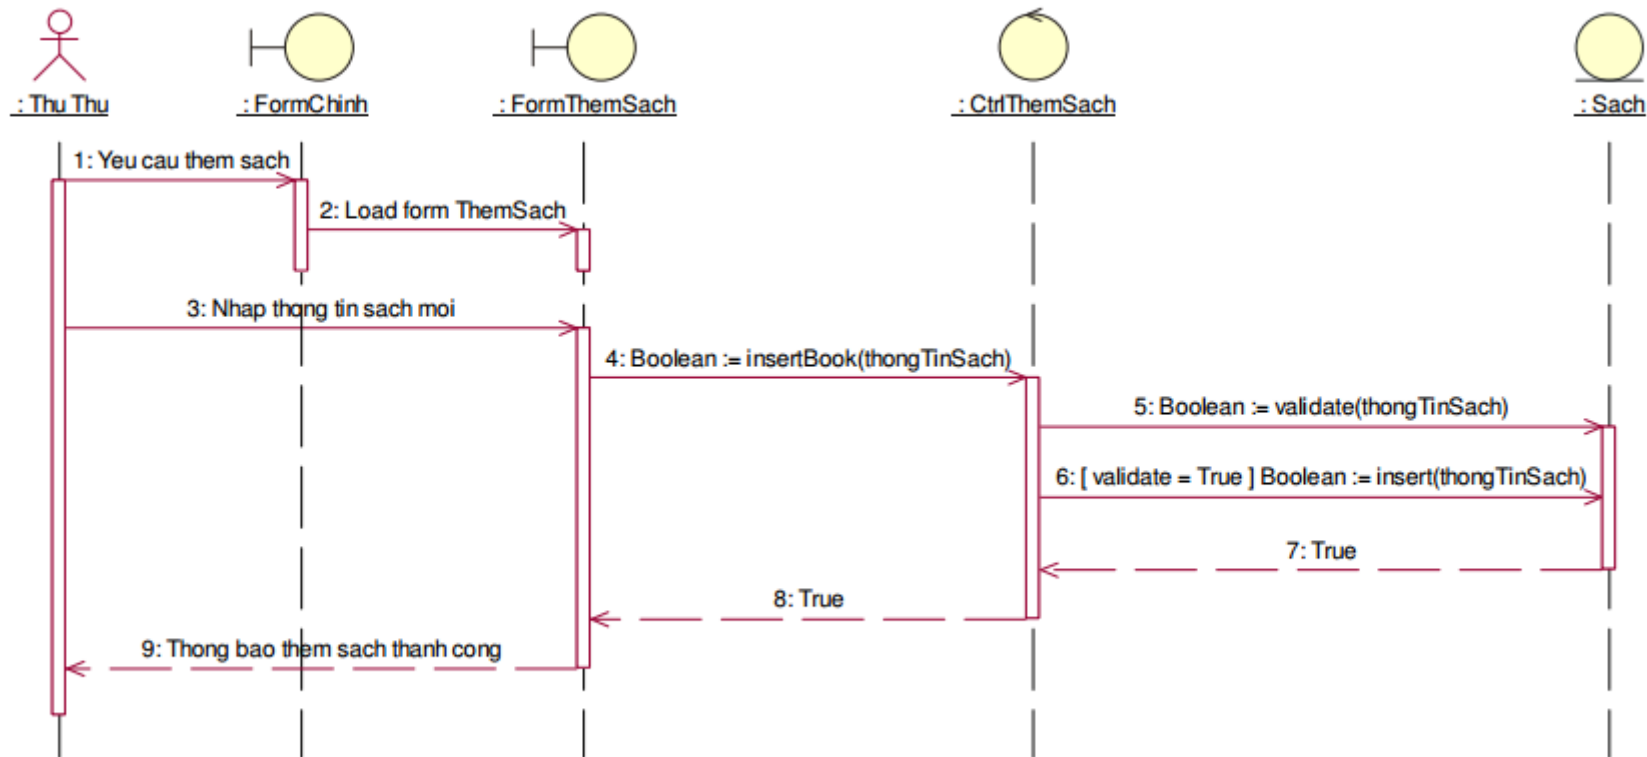 : Thu Thu
: FormChinh
: FormThemSach
: CtrlThemSach
: Sach
1: Yeu cau them sach
2: Load form ThemSach
3: Nhap thong tin sach moi
4: Boolean := insertBook(thongTinSach)
5: Boolean := validate(thongTinSach)
6: [ validate = True ] Boolean := insert(thongTinSach)
7: True
8: True
9: Thong bao them sach thanh cong